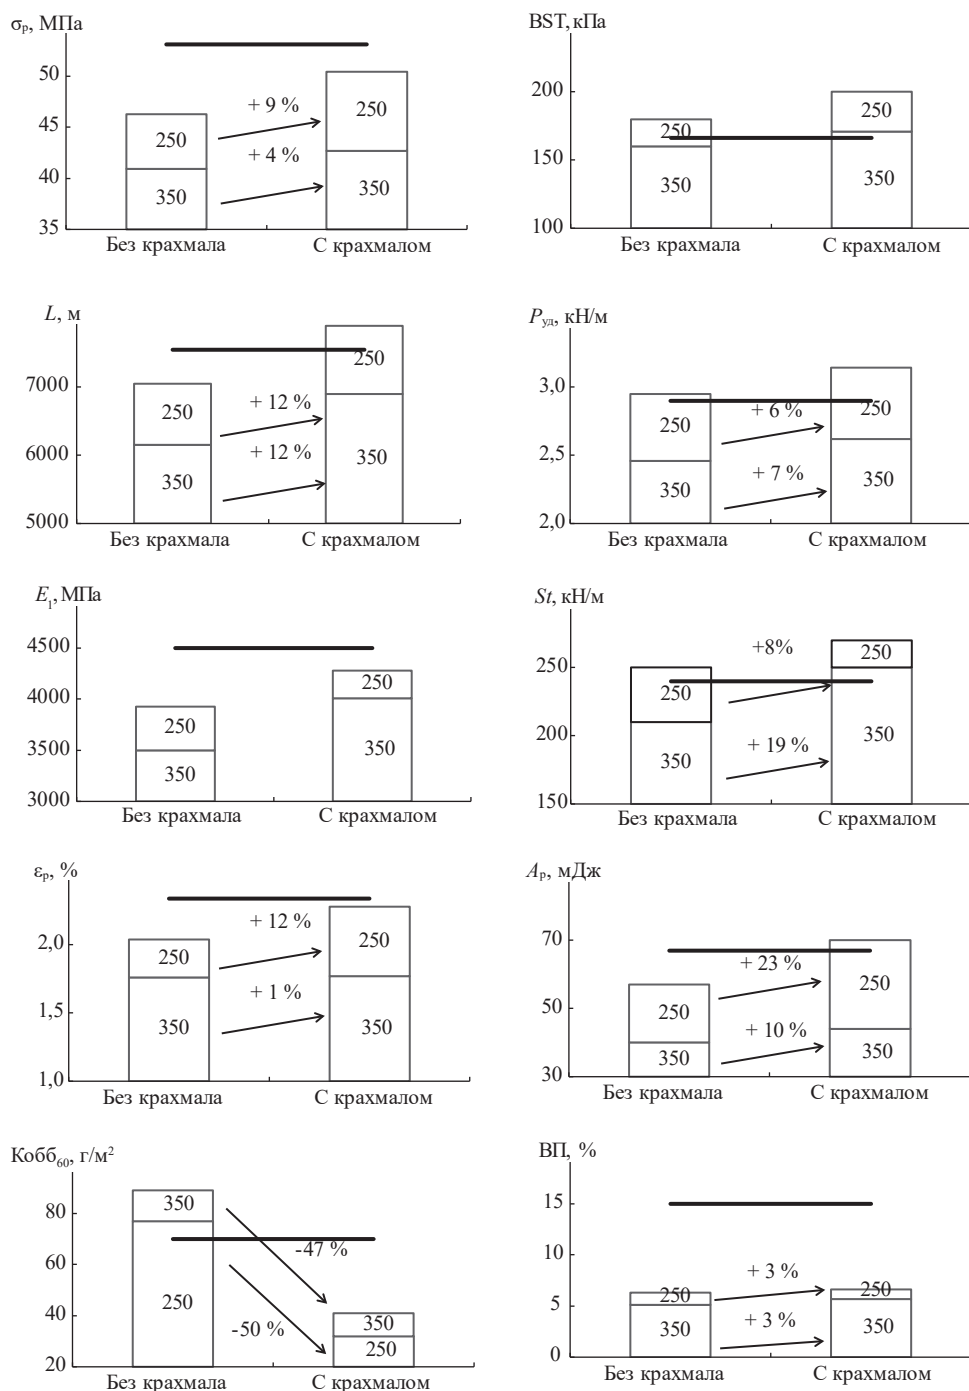 σр, МПа
50
45
40
35
250
350
+ 9 %
+ 4 %
250
350
Без крахмала
С крахмалом
BST, кПа
200
150
100
250
350
250
350
Без крахмала
С крахмалом
L, м
7000
6000
5000
250
350
+ 12 %
+ 12 %
250
350
Без крахмала
С крахмалом
Pуд, кН/м
3,0
2,5
2,0
250
350
+ 6 %
+ 7 %
250
350
Без крахмала
С крахмалом
E1, МПа
4500
4000
3500
3000
250
350
250
350
Без крахмала
С крахмалом
St, кН/м
250
200
150
250
350
+8%
+ 19 %
250
350
Без крахмала
С крахмалом
εр, %
2,0
1,5
1,0
250
350
+ 12 %
+ 1 %
250
350
Без крахмала
С крахмалом
Aр, мДж
70
50
30
250
350
+ 23 %
+ 10 %
250
350
Без крахмала
С крахмалом
Кобб60, г/м²
80
60
40
20
350
250
-47 %
-50 %
350
250
Без крахмала
С крахмалом
ВП, %
15
10
5
0
250
350
+ 3 %
+ 3 %
250
350
Без крахмала
С крахмалом